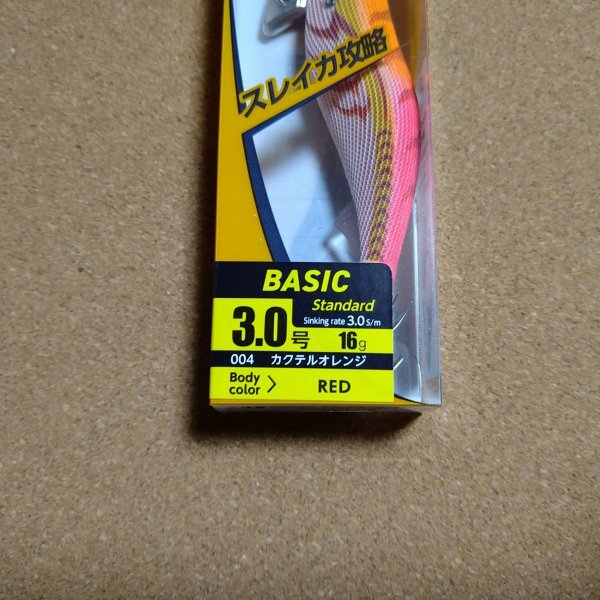 スレイカ攻略
BASIC
Standard
Sinking rate 3.0 S/m
3.0号 16g
004 カクテルオレンジ
Body color > RED